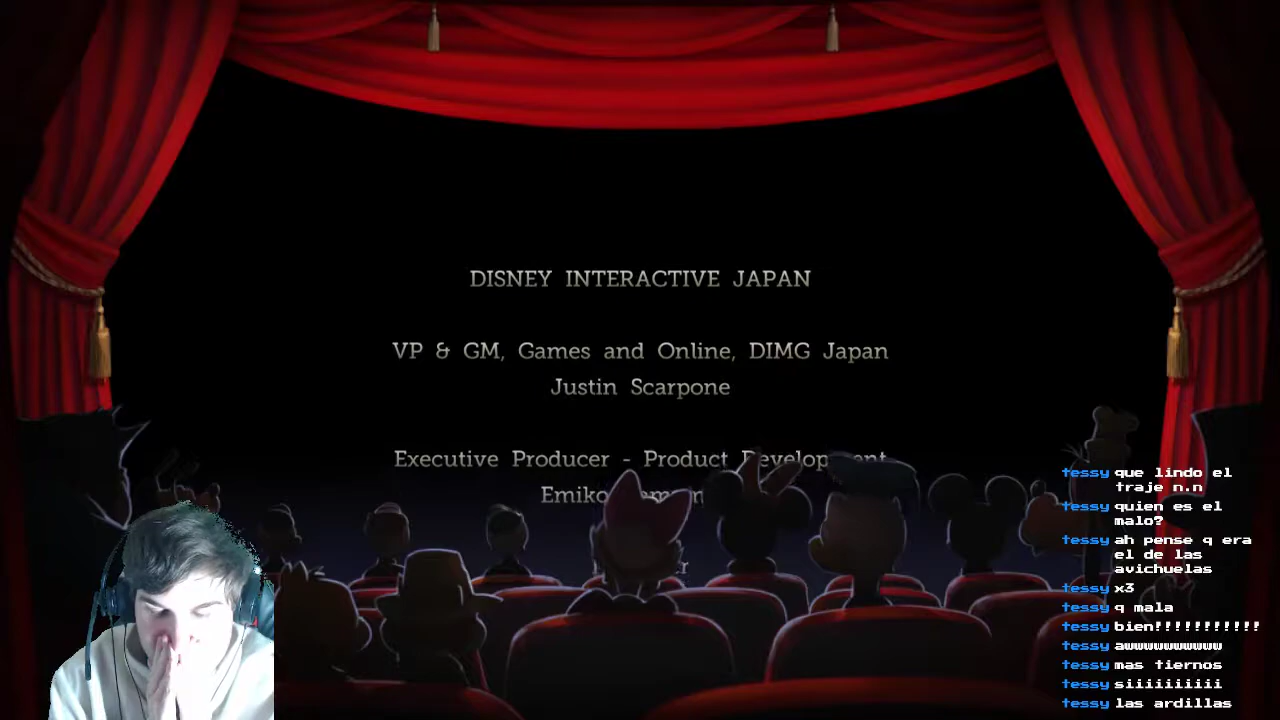 DISNEY INTERACTIVE JAPAN
VP & GM, Games and Online, DIMG Japan
Justin Scarpone
Executive Producer - Product
tessy que lindo el
traje n.n
tessy quien es el
malo?
tessy ah pense q era
el de las
avichuelas
tessy x3
tessy q mala
tessy bien!!!!!!!!!!!
tessy awwwwwwwwww
tessy mas tiernos
tessy siiiiiiiiii
tessy las ardillas